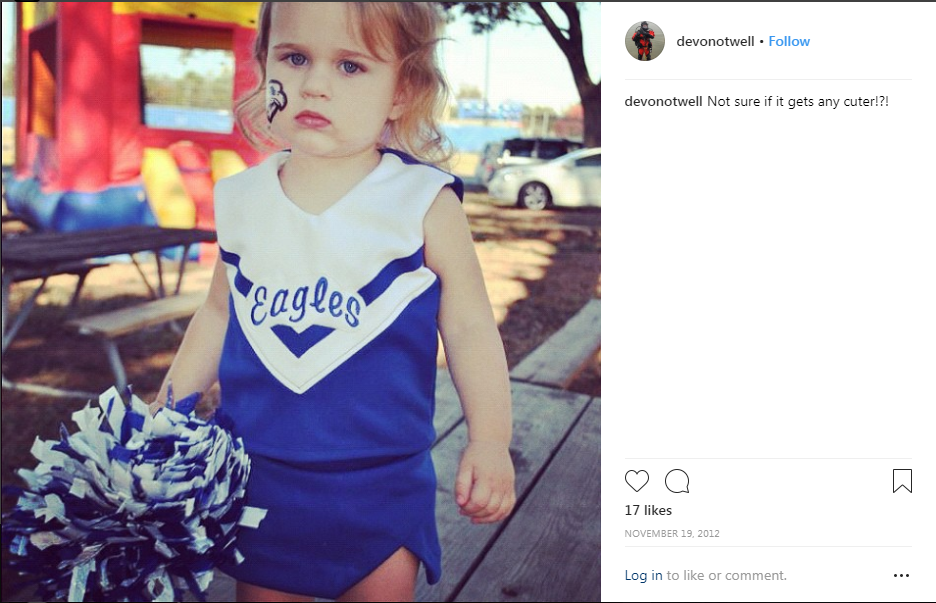 devonotwell • Follow
devonotwell Not sure if it gets any cuter!?!
Eagles
17 likes
NOVEMBER 19, 2012
Log in to like or comment.